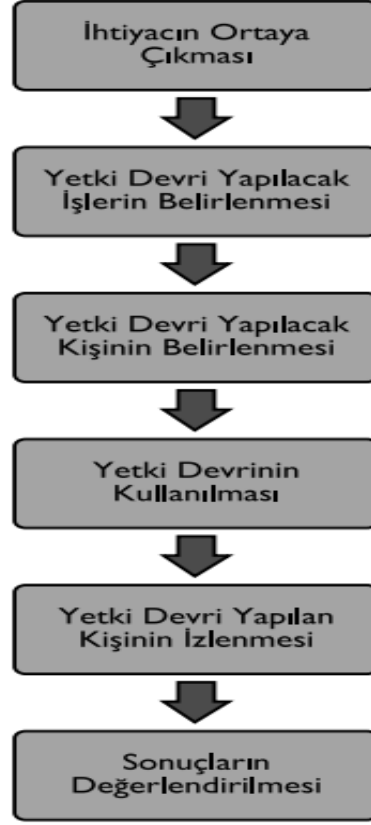 İhtiyacın Ortaya
Çıkması
Yetki Devri Yapılacak
İşlerin Belirlenmesi
Yetki Devri Yapılacak
Kişinin Belirlenmesi
Yetki Devrinin
Kullanılması
Yetki Devri Yapılan
Kişinin İzlenmesi
Sonuçların
Değerlendirilmesi